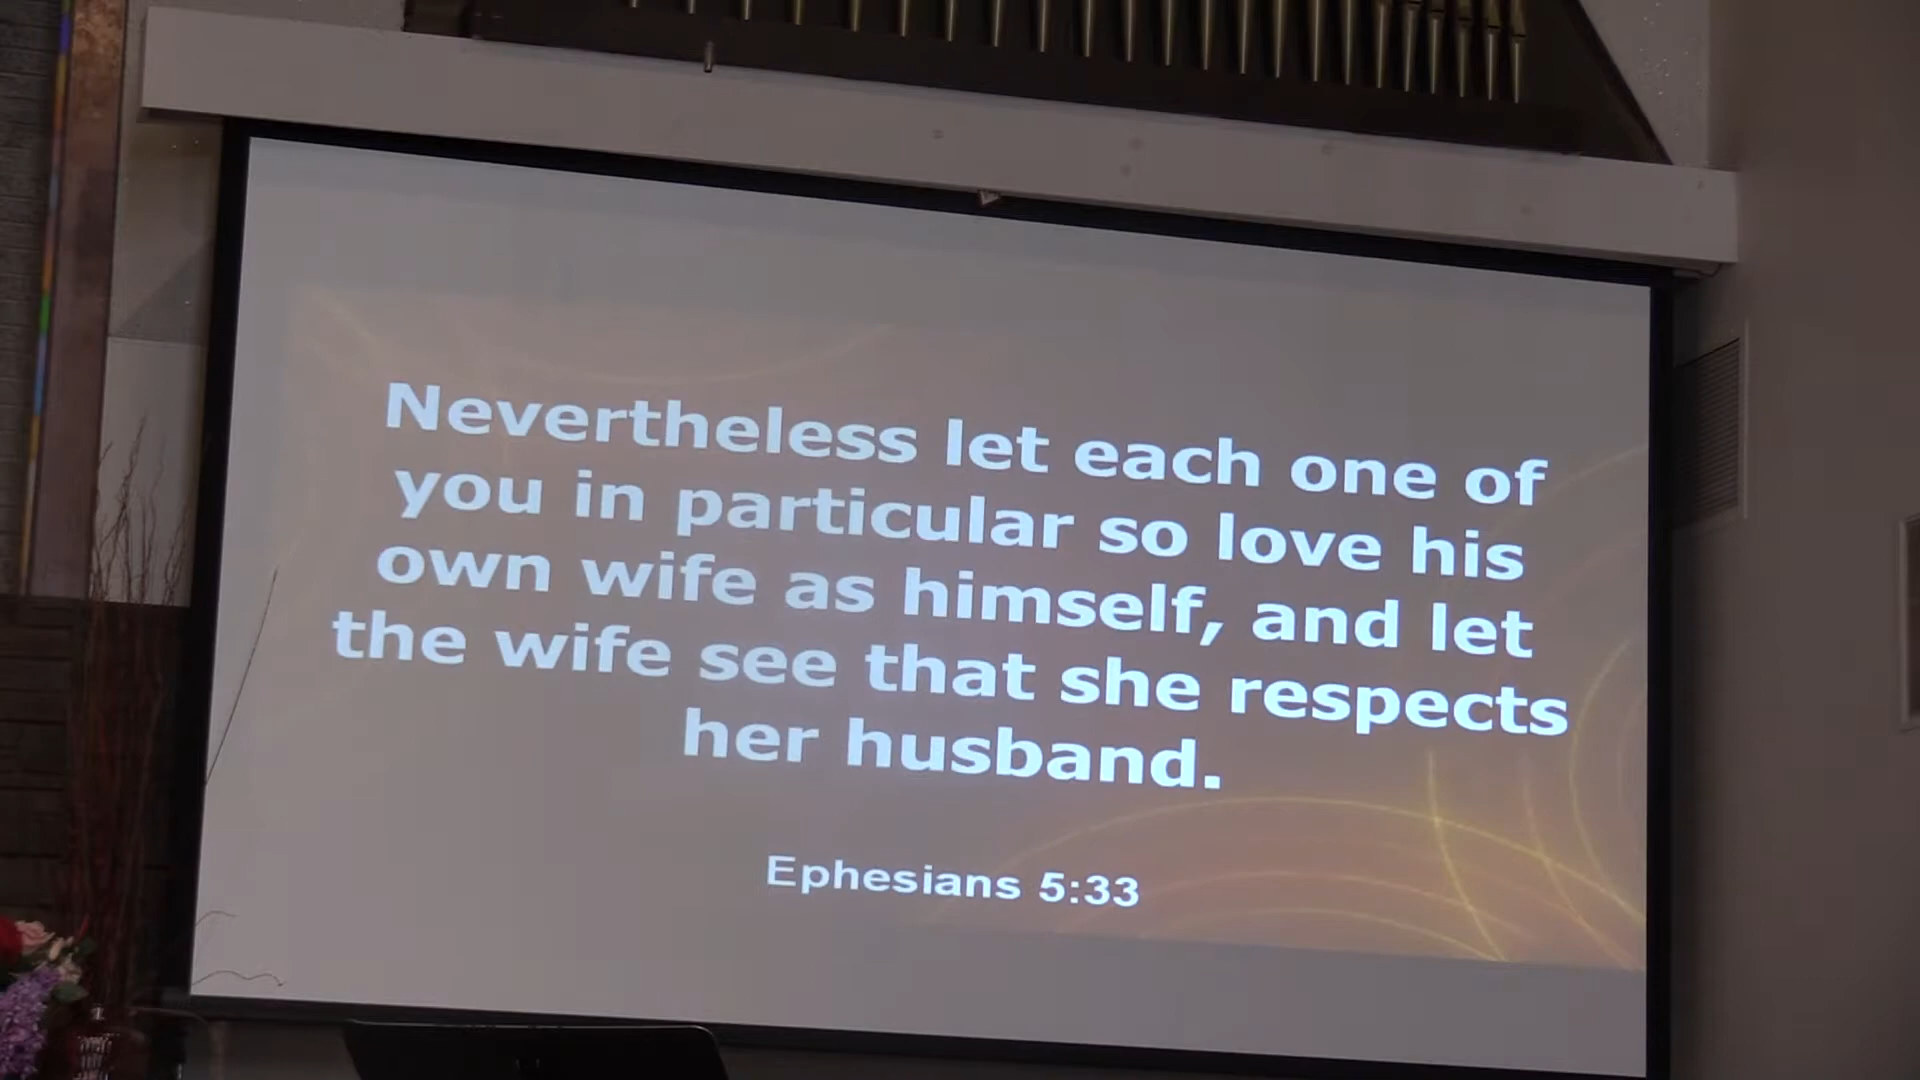 Nevertheless let each one of
you in particular so love his
own wife as himself, and let
the wife see that she respects
her husband.
Ephesians 5:33